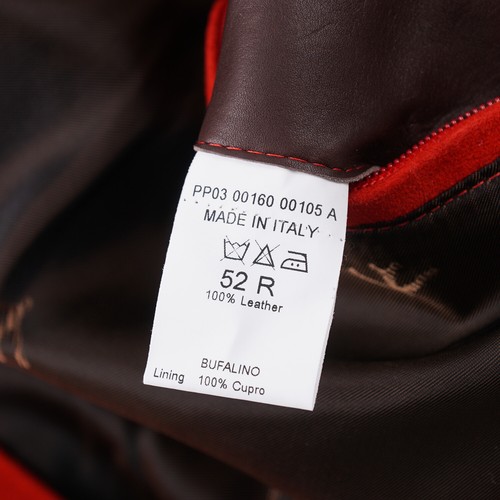 PP03 00160 00105 A
MADE IN ITALY
52 R
100% Leather
BUFALINO
Lining 100% Cupro